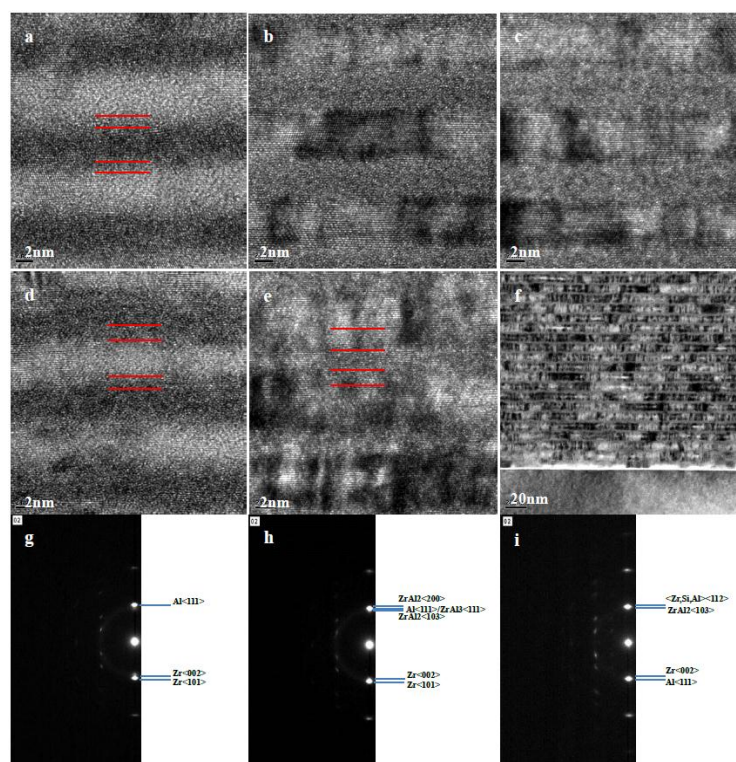 a
b
c
2nm
2nm
2nm
d
e
f
2nm
2nm
20nm
02
g
Al<111>
Zr<002>
Zr<101>
02
h
ZrAl2<200>
Al<111>/ZrAl3<111>
ZrAl2<103>
Zr<002>
Zr<101>
02
i
<Zr,Si,Al><112>
ZrAl2<103>
Zr<002>
Al<111>